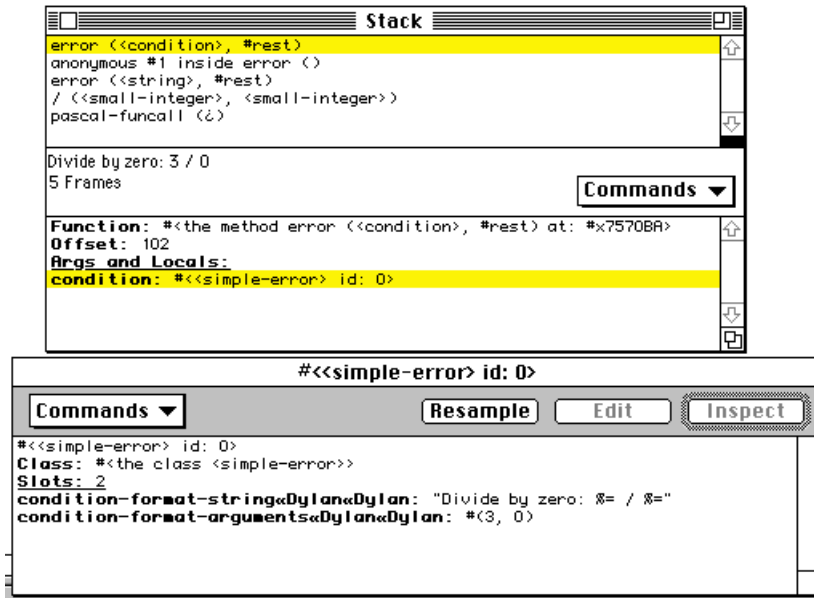 Stack
error (<condition>, #rest)
anonymous #1 inside error ()
error (<string>, #rest)
/ (<small-integer>, <small-integer>)
pascal-funcall (¿)
Divide by zero: 3 / 0
5 Frames
Commands
Function: #<the method error (<condition>, #rest) at: #x7570BA>
Offset: 102
Args and Locals:
condition: #<<simple-error> id: 0>
#<<simple-error> id: 0>
Commands Resample Edit Inspect
#<<simple-error> id: 0>
Class: #<the class <simple-error>>
Slots: 2
condition-format-string«Dylan«Dylan: "Divide by zero: %= / %="
condition-format-arguments«Dylan«Dylan: #(3, 0)